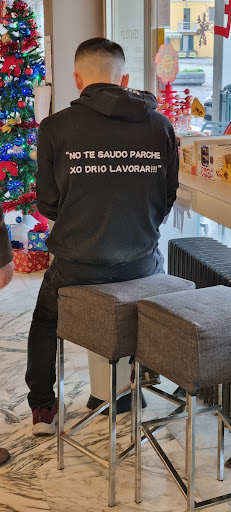 "NO TE SAUDO PARCHE
XO DRIO LAVORAR!!!"